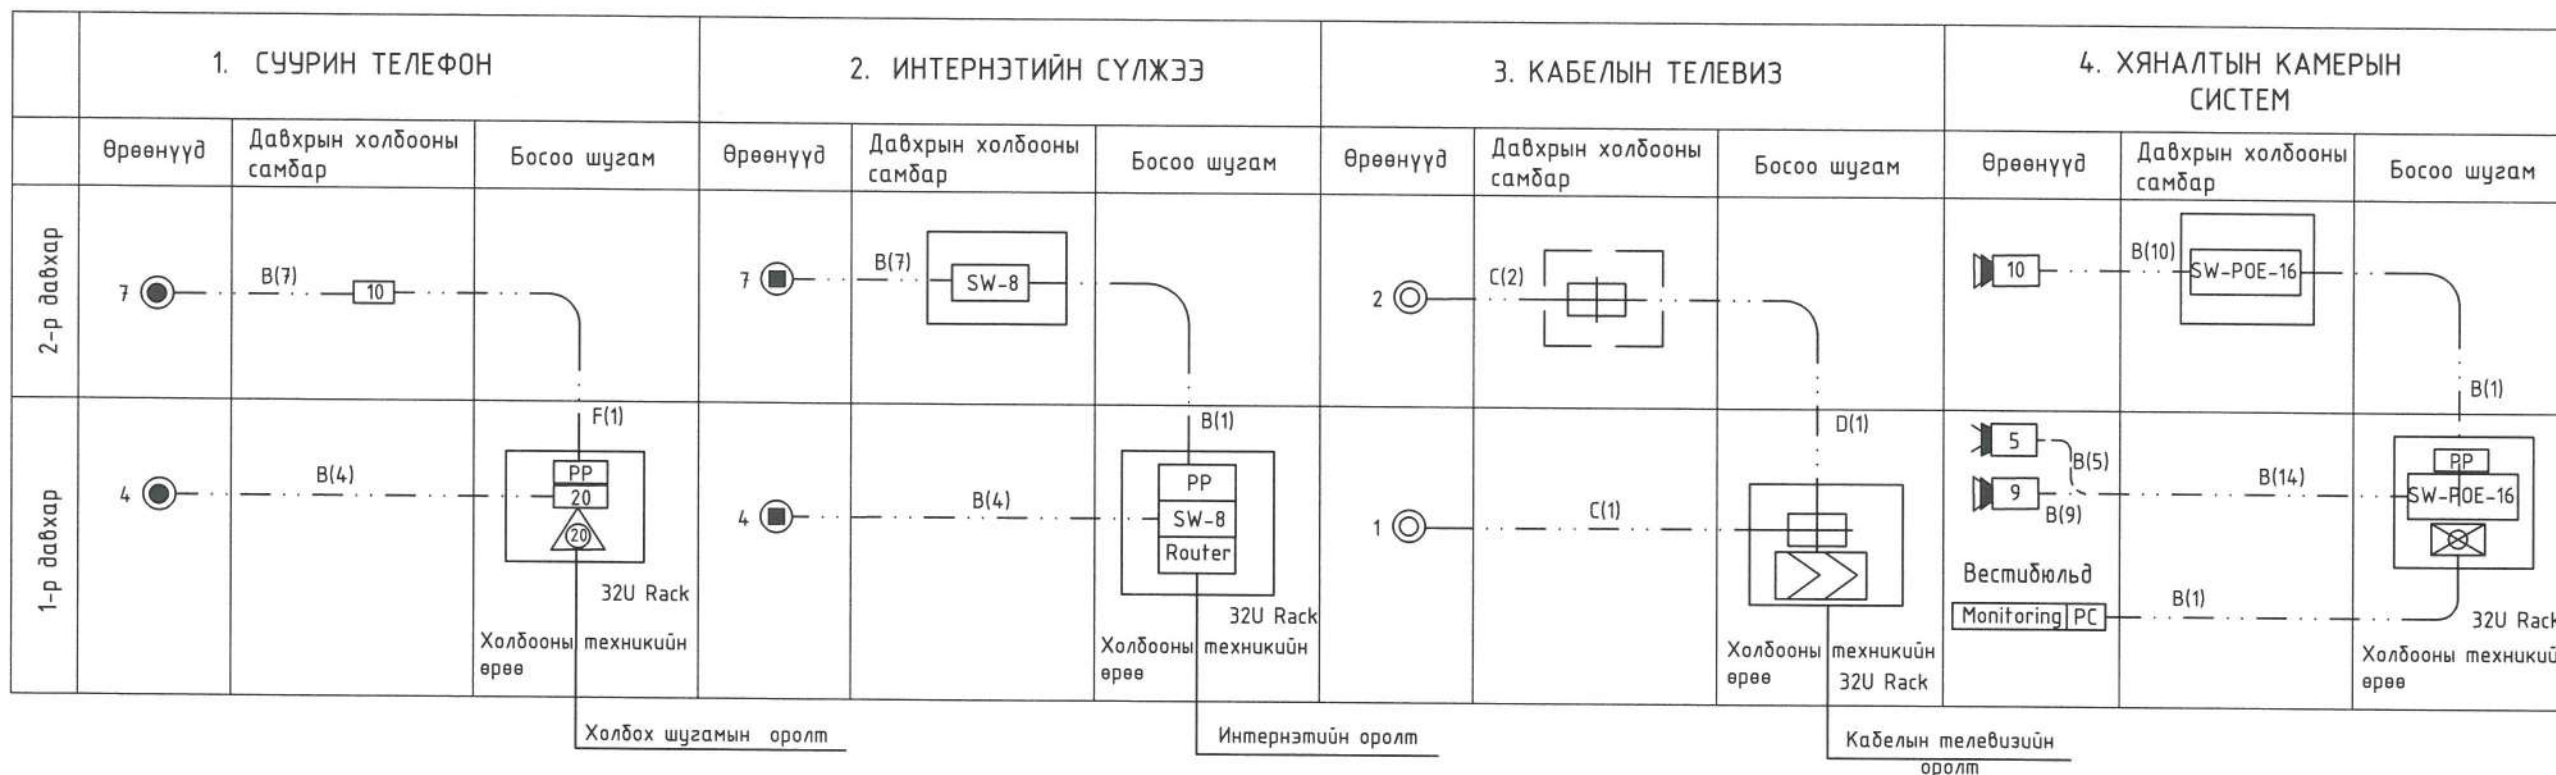 1. СУУРИН ТЕЛЕФОН
2. ИНТЕРНЭТИЙН СҮЛЖЭЭ
3. КАБЕЛЫН ТЕЛЕВИЗ
4. ХЯНАЛТЫН КАМЕРЫН
СИСТЕМ
Өрөөнүүд
Давхрын холбооны
самбар
Босоо шугам
Өрөөнүүд
Давхрын холбооны
самбар
Босоо шугам
Өрөөнүүд
Давхрын холбооны
самбар
Босоо шугам
Өрөөнүүд
Давхрын холбооны
самбар
Босоо шугам
2-р давхар
7
B(7)
10
7
B(7)
SW-8
2
C(2)
10
B(10)
SW-POE-16
B(1)
1-р давхар
F(1)
4
B(4)
PP
20
20
32U Rack
Холбооны техникийн
өрөө
B(1)
4
B(4)
PP
SW-8
Router
32U Rack
Холбооны техникийн
өрөө
D(1)
1
C(1)
Холбооны техникийн
өрөө
32U Rack
5
B(5)
9
B(9)
B(14)
PP
SW-POE-16
Вестибюльд
Monitoring PC
B(1)
32U Rack
Холбооны техникий
өрөө
Холбох шугамын оролт
Интернэтийн оролт
Кабелын телевизийн
оролт